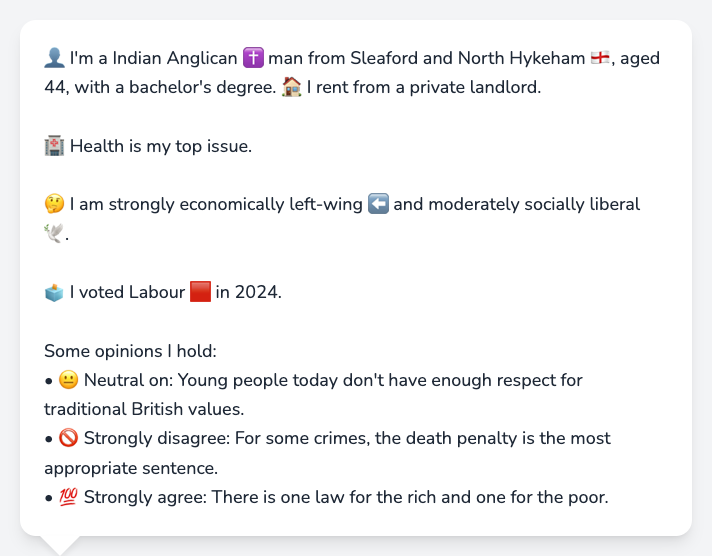 👤 I'm a Indian Anglican ✝️ man from Sleaford and North Hykeham 🏴󠁧󠁢󠁥󠁮󠁧󠁿, aged
44, with a bachelor's degree. 🏠 I rent from a private landlord.
🏥 Health is my top issue.
🤔 I am strongly economically left-wing ⬅️ and moderately socially liberal
🕊️.
🗳️ I voted Labour 🟥 in 2024.
Some opinions I hold:
• 😐 Neutral on: Young people today don't have enough respect for
traditional British values.
• 🚫 Strongly disagree: For some crimes, the death penalty is the most
appropriate sentence.
• 💯 Strongly agree: There is one law for the rich and one for the poor.